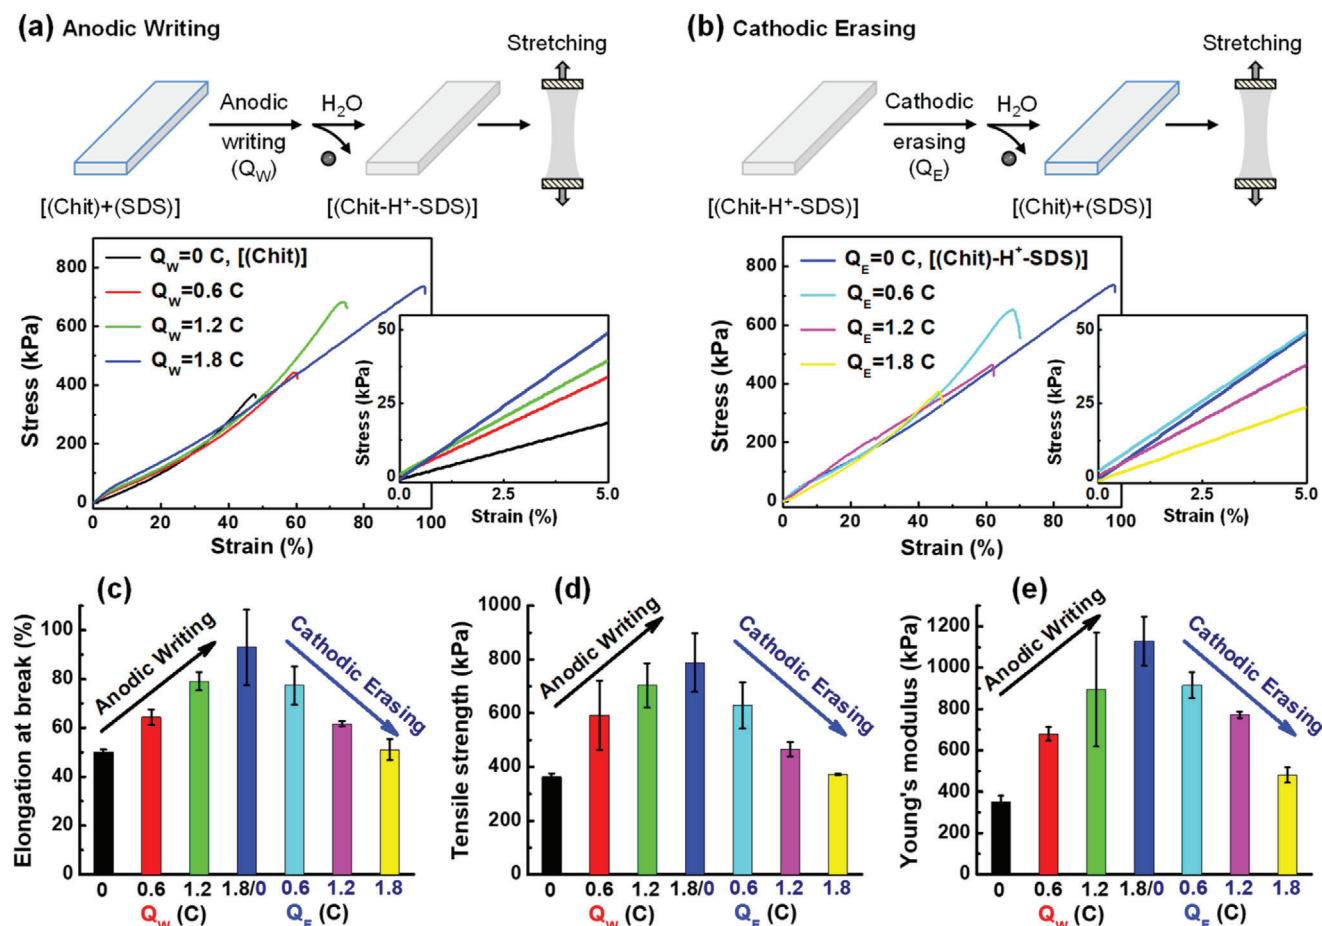 (a) Anodic Writing
Stretching
Anodic
writing
(Q_W)
H₂O
[(Chit)+(SDS)]
[(Chit-H⁺-SDS)]
Q_W=0 C, [(Chit)]
Q_W=0.6 C
Q_W=1.2 C
Q_W=1.8 C
Stress (kPa)
800
600
400
200
0
0 20 40 60 80 100
Strain (%)
Stress (kPa)
50
25
0
0.0 2.5 5.0
Strain (%)
(b) Cathodic Erasing
Stretching
Cathodic
erasing
(Q_E)
H₂O
[(Chit-H⁺-SDS)]
[(Chit)+(SDS)]
Q_E=0 C, [(Chit)-H⁺-SDS)]
Q_E=0.6 C
Q_E=1.2 C
Q_E=1.8 C
Stress (kPa)
800
600
400
200
0
0 20 40 60 80 100
Strain (%)
Stress (kPa)
50
25
0
0.0 2.5 5.0
Strain (%)
(c)
Anodic Writing
Cathodic Erasing
Elongation at break (%)
100
80
60
40
20
0
0 0.6 1.2 1.8/0 0.6 1.2 1.8
Q_W (C) Q_E (C)
(d)
Anodic Writing
Cathodic Erasing
Tensile strength (kPa)
1000
800
600
400
200
0
0 0.6 1.2 1.8/0 0.6 1.2 1.8
Q_W (C) Q_E (C)
(e)
Anodic Writing
Cathodic Erasing
Young's modulus (kPa)
1200
1000
800
600
400
200
0
0 0.6 1.2 1.8/0 0.6 1.2 1.8
Q_W (C) Q_E (C)